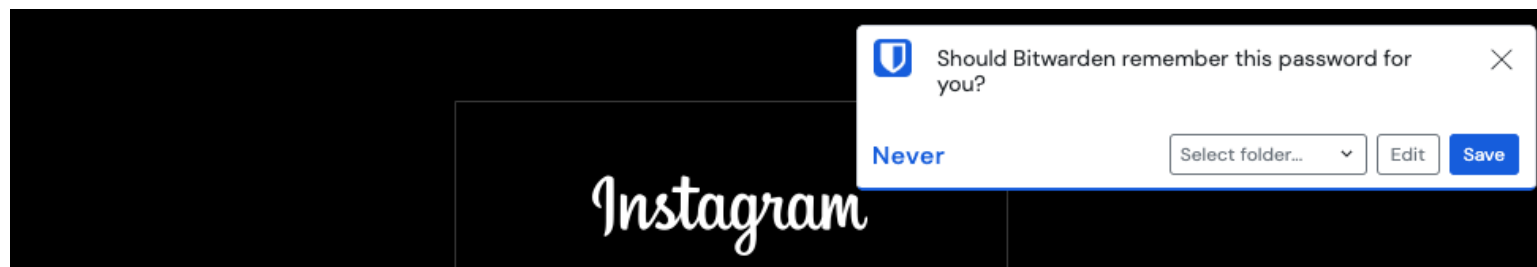 Should Bitwarden remember this password for
you?
Never
Select folder...
Edit
Save
Instagram